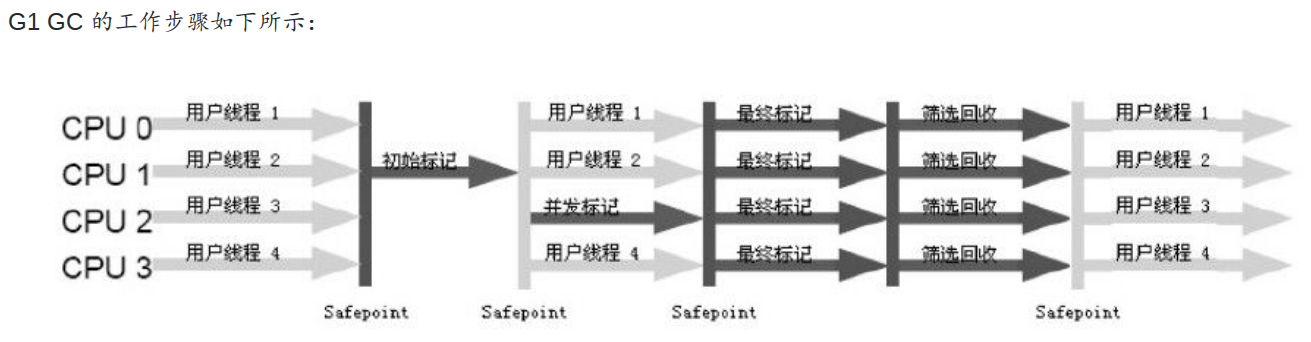 G1 GC 的工作步骤如下所示：
CPU 0 用户线程 1 用户线程 1 最终标记 筛选回收 用户线程 1
CPU 1 用户线程 2 初始标记 用户线程 2 最终标记 筛选回收 用户线程 2
CPU 2 用户线程 3 并发标记 最终标记 筛选回收 用户线程 3
CPU 3 用户线程 4 用户线程 4 最终标记 筛选回收 用户线程 4
Safepoint Safepoint Safepoint Safepoint